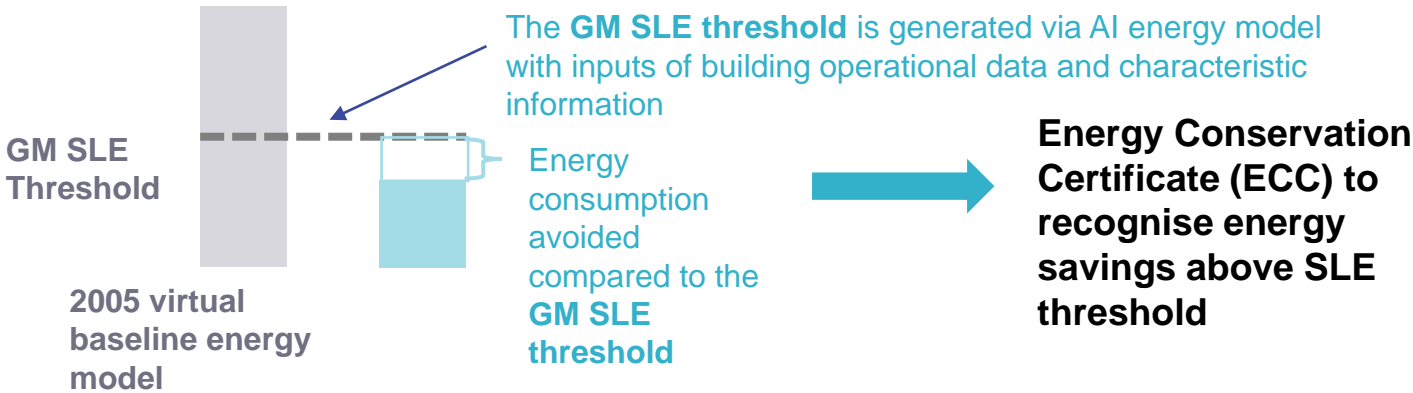 The GM SLE threshold is generated via AI energy model
with inputs of building operational data and characteristic
information
GM SLE
Threshold
Energy
consumption
avoided
compared to the
GM SLE
threshold
Energy Conservation
Certificate (ECC) to
recognise energy
savings above SLE
threshold
2005 virtual
baseline energy
model